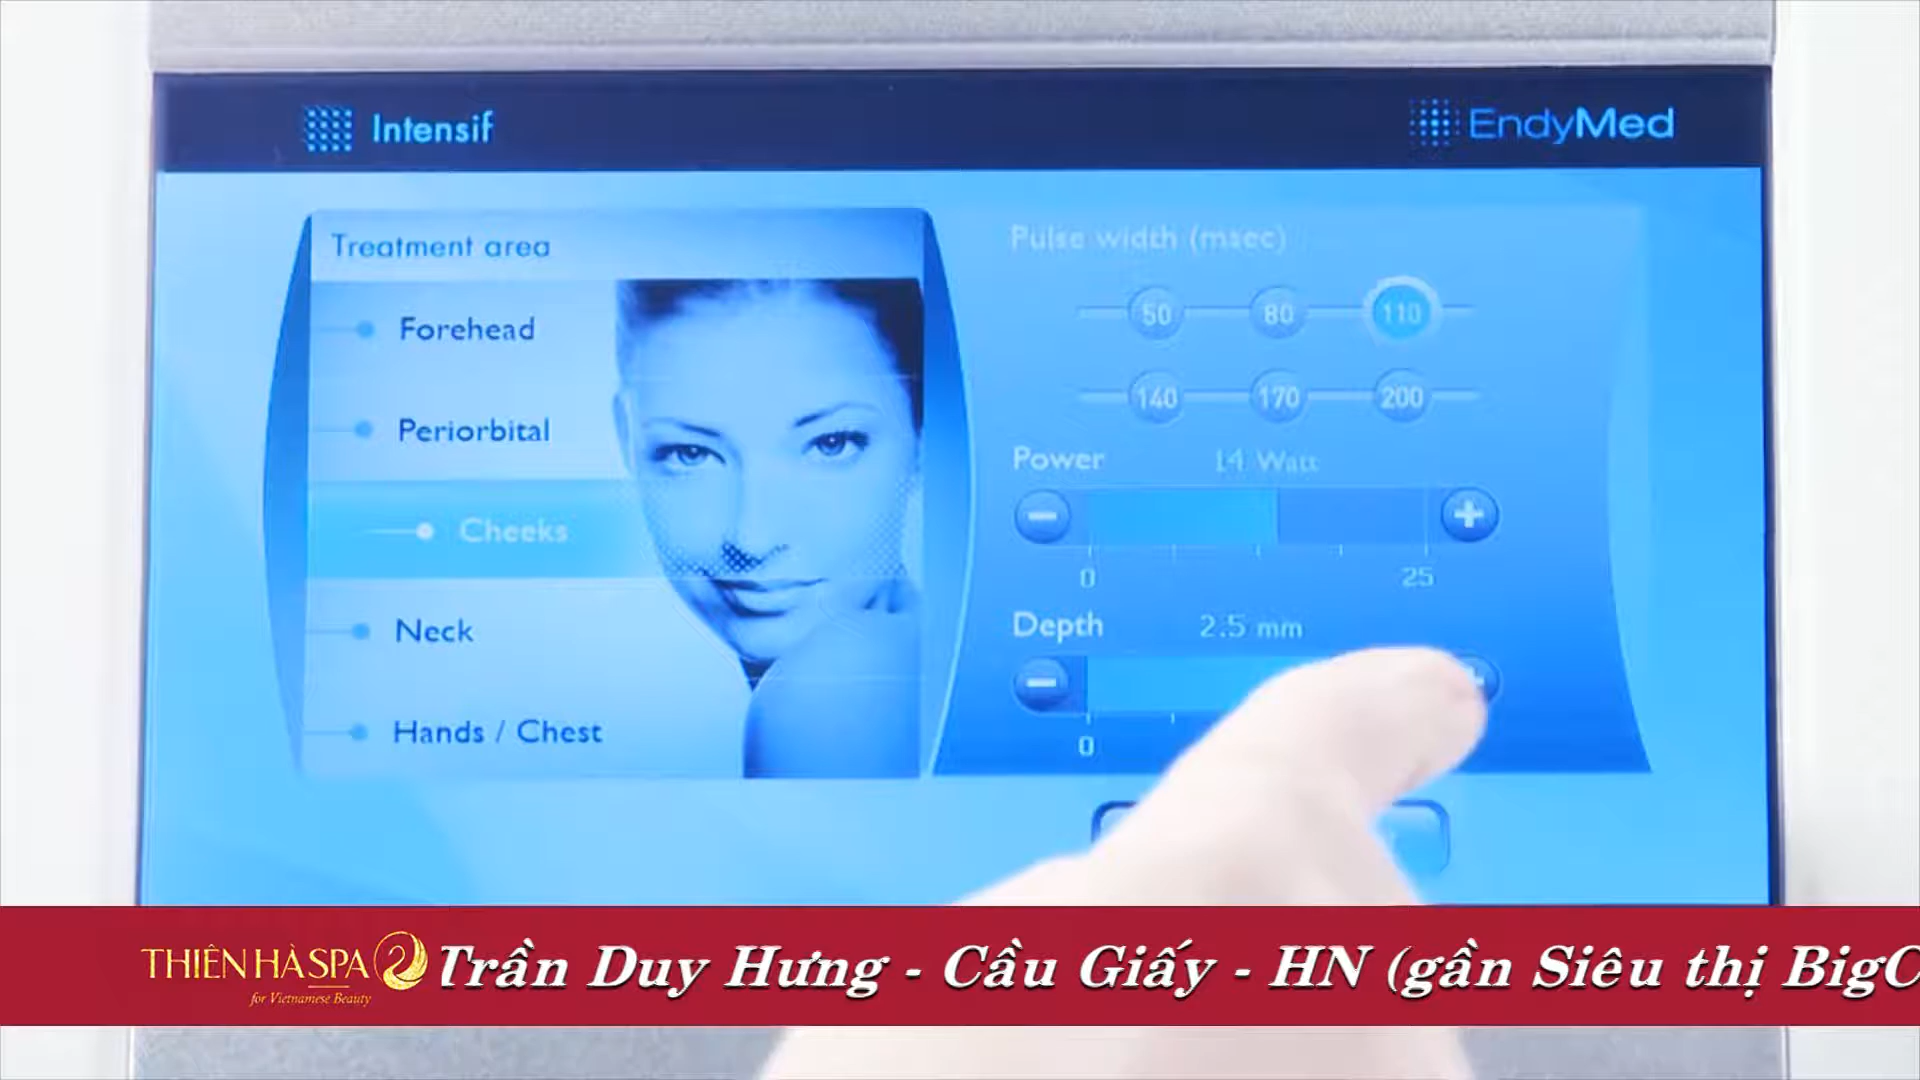 Intensif
EndyMed
Treatment area
Forehead
Periorbital
Cheeks
Neck
Hands / Chest
Pulse width (msec)
50 80 110
140 170 200
Power 14 Watt
0 25
Depth 2.5 mm
0
THIÊN HÀ SPA
for Vietnamese Beauty
Trần Duy Hưng - Cầu Giấy - HN (gần Siêu thị BigC